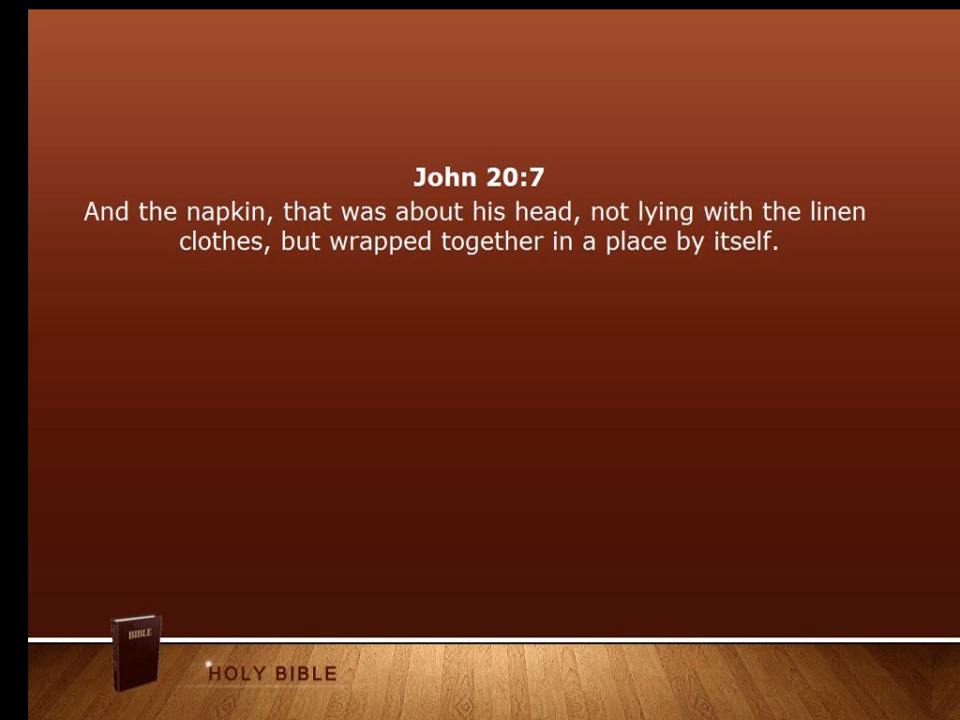 John 20:7
And the napkin, that was about his head, not lying with the linen
clothes, but wrapped together in a place by itself.
BIBLE
HOLY BIBLE